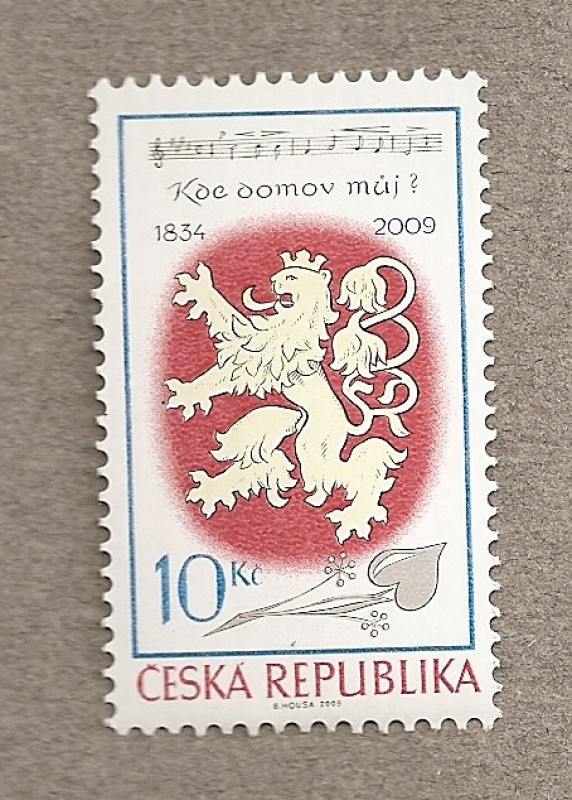 Kde domov můj?
1834 2009
10 Kč
ČESKÁ REPUBLIKA
B.HOUSA 2009